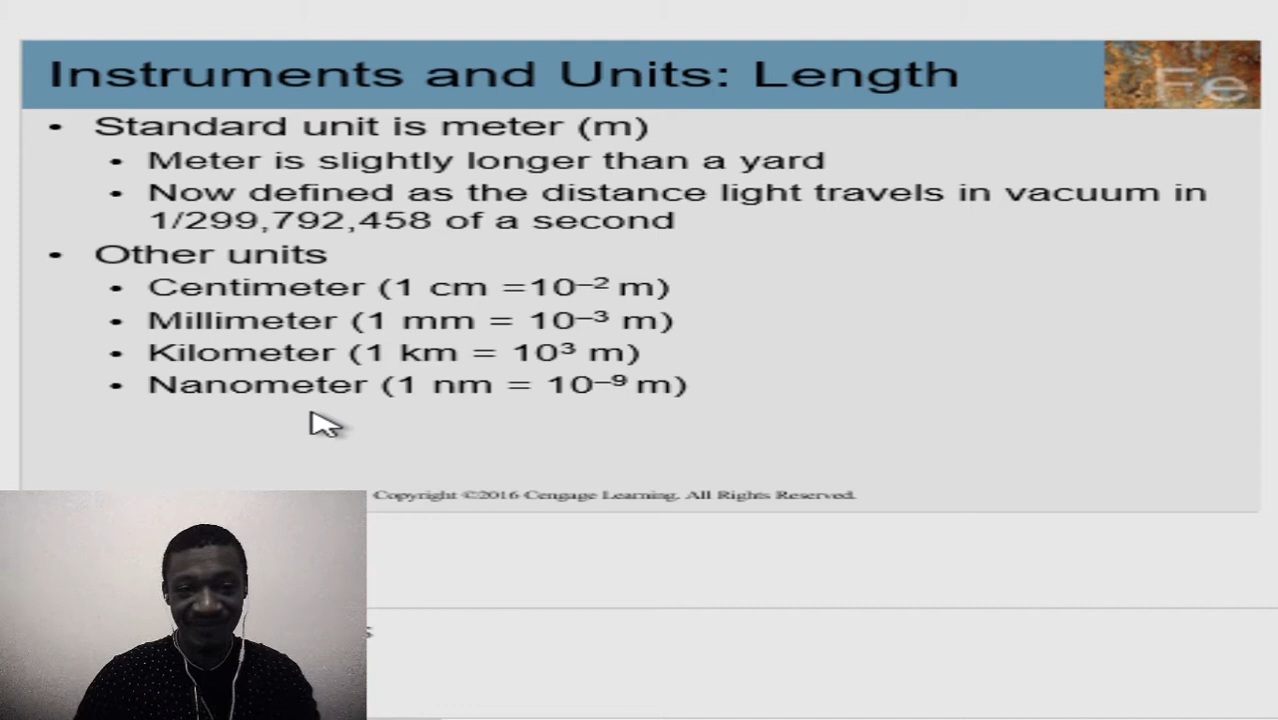 Instruments and Units: Length
Fe
• Standard unit is meter (m)
• Meter is slightly longer than a yard
• Now defined as the distance light travels in vacuum in
1/299,792,458 of a second
• Other units
• Centimeter (1 cm =10–² m)
• Millimeter (1 mm = 10–³ m)
• Kilometer (1 km = 10³ m)
• Nanometer (1 nm = 10–⁹ m)
Copyright ©2016 Cengage Learning. All Rights Reserved.